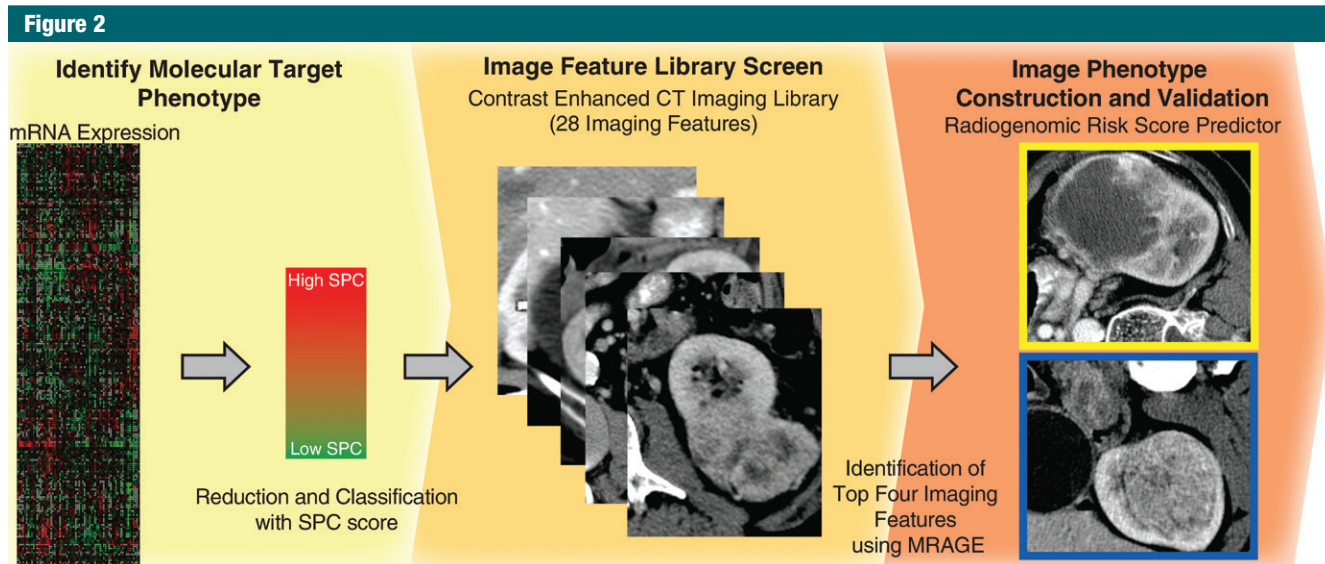 Figure 2
Identify Molecular Target
Phenotype
mRNA Expression
High SPC
Low SPC
Reduction and Classification
with SPC score
Image Feature Library Screen
Contrast Enhanced CT Imaging Library
(28 Imaging Features)
Identification of
Top Four Imaging
Features
using MRAGE
Image Phenotype
Construction and Validation
Radiogenomic Risk Score Predictor